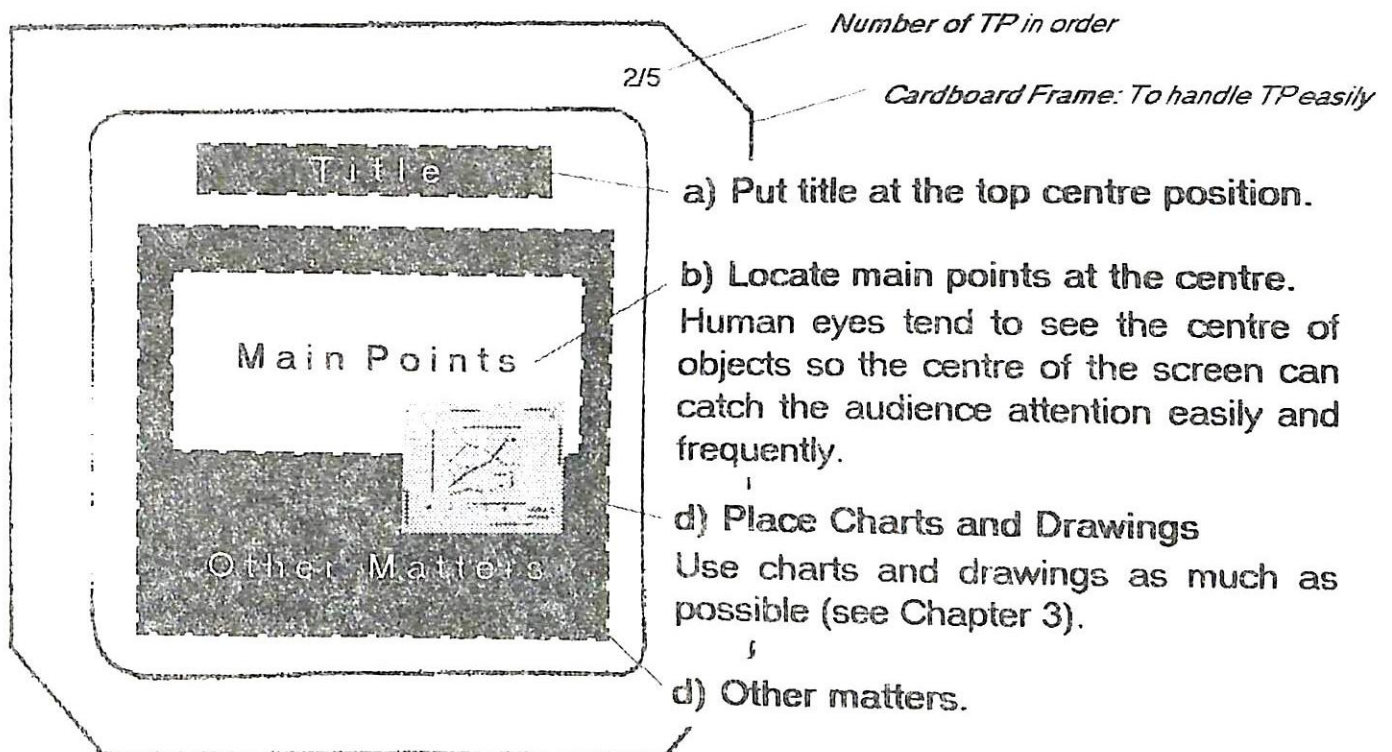 Number of TP in order
2/5
Cardboard Frame: To handle TP easily
Title
a) Put title at the top centre position.
b) Locate main points at the centre.
Human eyes tend to see the centre of
objects so the centre of the screen can
catch the audience attention easily and
frequently.
Main Points
d) Place Charts and Drawings
Use charts and drawings as much as
possible (see Chapter 3).
Other Matters
d) Other matters.